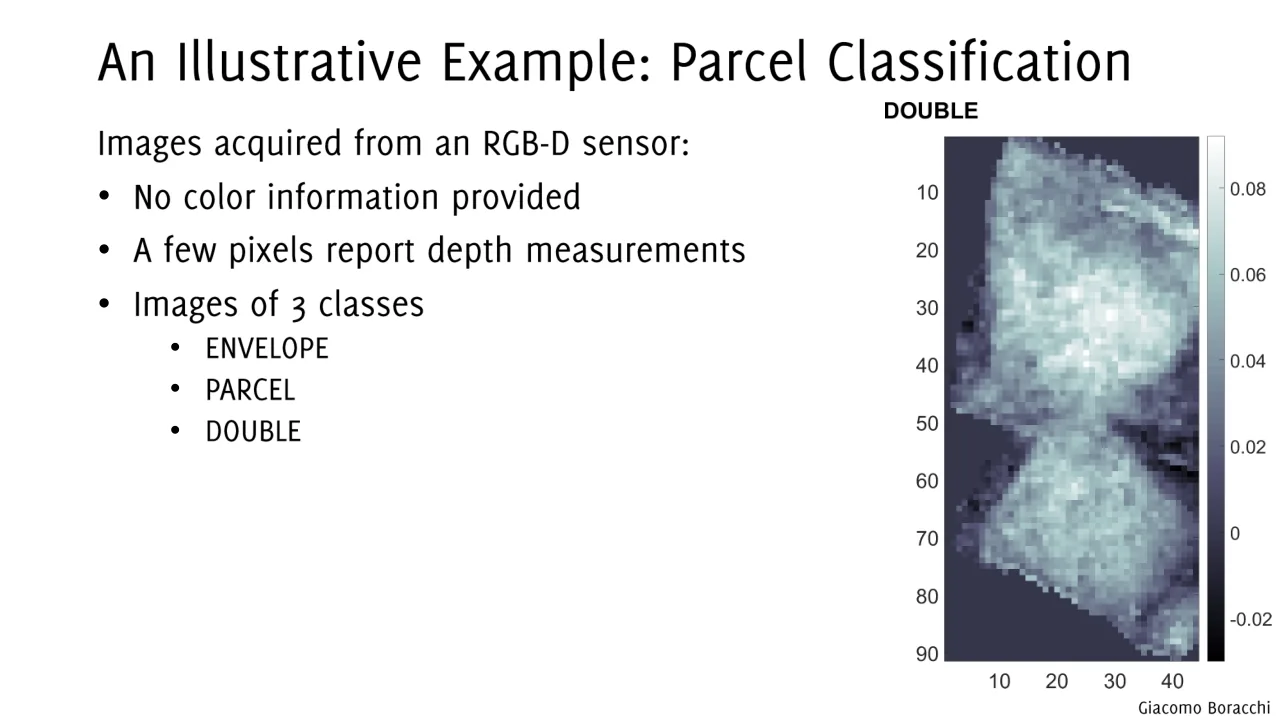 An Illustrative Example: Parcel Classification
Images acquired from an RGB-D sensor:
• No color information provided
• A few pixels report depth measurements
• Images of 3 classes
• ENVELOPE
• PARCEL
• DOUBLE
DOUBLE
10
20
30
40
50
60
70
80
90
10 20 30 40
0.08
0.06
0.04
0.02
0
-0.02
Giacomo Boracchi